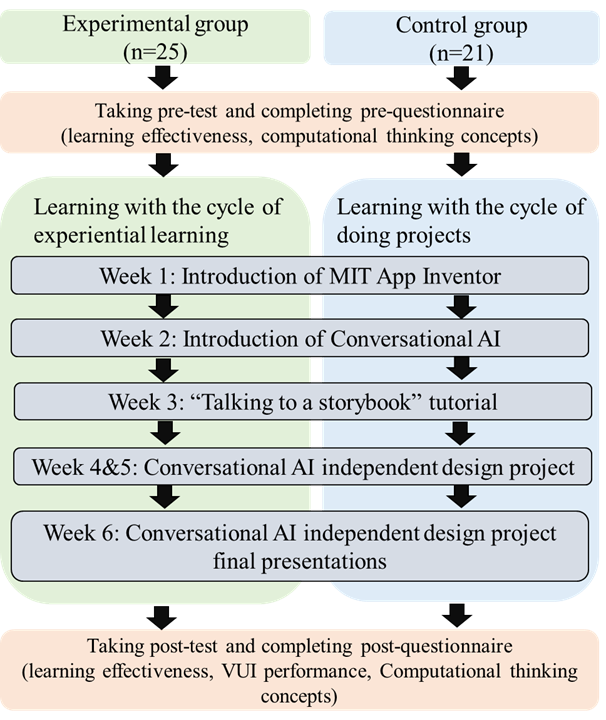 Experimental group
(n=25)
Control group
(n=21)
Taking pre-test and completing pre-questionnaire
(learning effectiveness, computational thinking concepts)
Learning with the cycle of
experiential learning
Learning with the cycle of
doing projects
Week 1: Introduction of MIT App Inventor
Week 2: Introduction of Conversational AI
Week 3: “Talking to a storybook” tutorial
Week 4&5: Conversational AI independent design project
Week 6: Conversational AI independent design project
final presentations
Taking post-test and completing post-questionnaire
(learning effectiveness, VUI performance, Computational thinking
concepts)